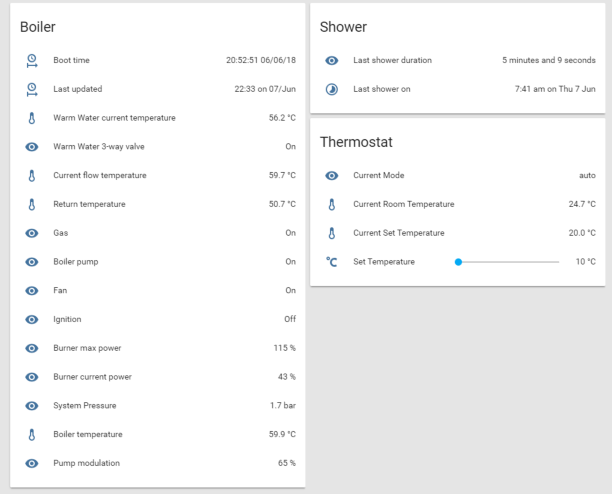 Boiler
Boot time 20:52:51 06/06/18
Last updated 22:33 on 07/Jun
Warm Water current temperature 56.2 °C
Warm Water 3-way valve On
Current flow temperature 59.7 °C
Return temperature 50.7 °C
Gas On
Boiler pump On
Fan On
Ignition Off
Burner max power 115 %
Burner current power 43 %
System Pressure 1.7 bar
Boiler temperature 59.9 °C
Pump modulation 65 %
Shower
Last shower duration 5 minutes and 9 seconds
Last shower on 7:41 am on Thu 7 Jun
Thermostat
Current Mode auto
Current Room Temperature 24.7 °C
Current Set Temperature 20.0 °C
°C Set Temperature 10 °C